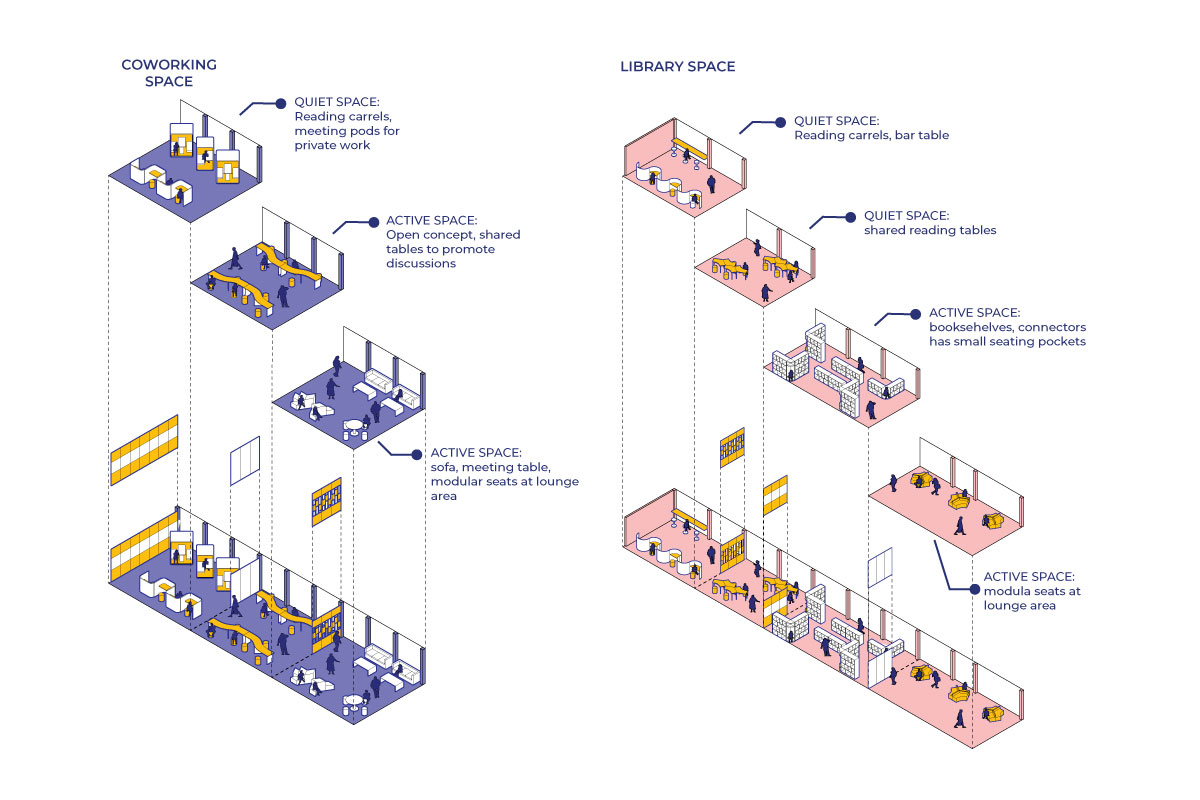 COWORKING
SPACE
QUIET SPACE:
Reading carrels,
meeting pods for
private work
ACTIVE SPACE:
Open concept, shared
tables to promote
discussions
ACTIVE SPACE:
sofa, meeting table,
modular seats at lounge
area
LIBRARY SPACE
QUIET SPACE:
Reading carrels, bar table
QUIET SPACE:
shared reading tables
ACTIVE SPACE:
booksehelves, connectors
has small seating pockets
ACTIVE SPACE:
modula seats at
lounge area